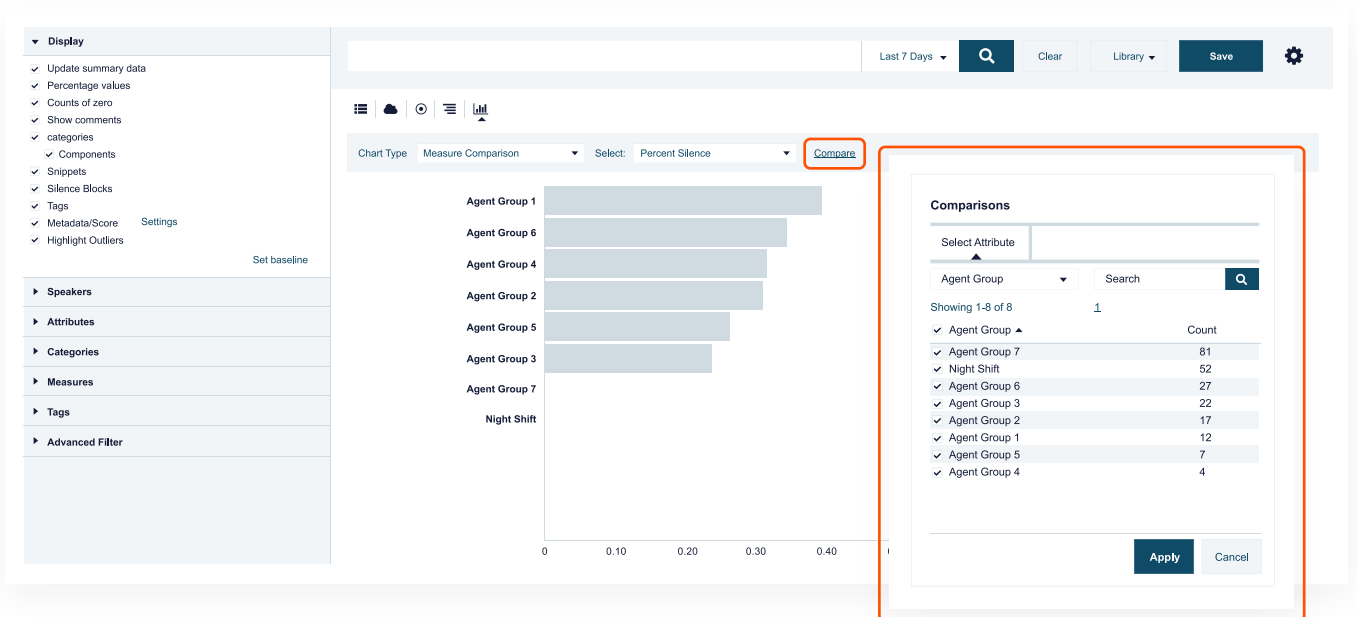 Display
Update summary data
Percentage values
Counts of zero
Show comments
categories
Components
Snippets
Silence Blocks
Tags
Metadata/Score Settings
Highlight Outliers
Set baseline
Speakers
Attributes
Categories
Measures
Tags
Advanced Filter
Last 7 Days Clear Library Save
Chart Type Measure Comparison Select: Percent Silence Compare
Agent Group 1
Agent Group 6
Agent Group 4
Agent Group 2
Agent Group 5
Agent Group 3
Agent Group 7
Night Shift
0 0.10 0.20 0.30 0.40
Comparisons
Select Attribute
Agent Group Search
Showing 1-8 of 8 1
Agent Group Count
Agent Group 7 81
Night Shift 52
Agent Group 6 27
Agent Group 3 22
Agent Group 2 17
Agent Group 1 12
Agent Group 5 7
Agent Group 4 4
Apply Cancel